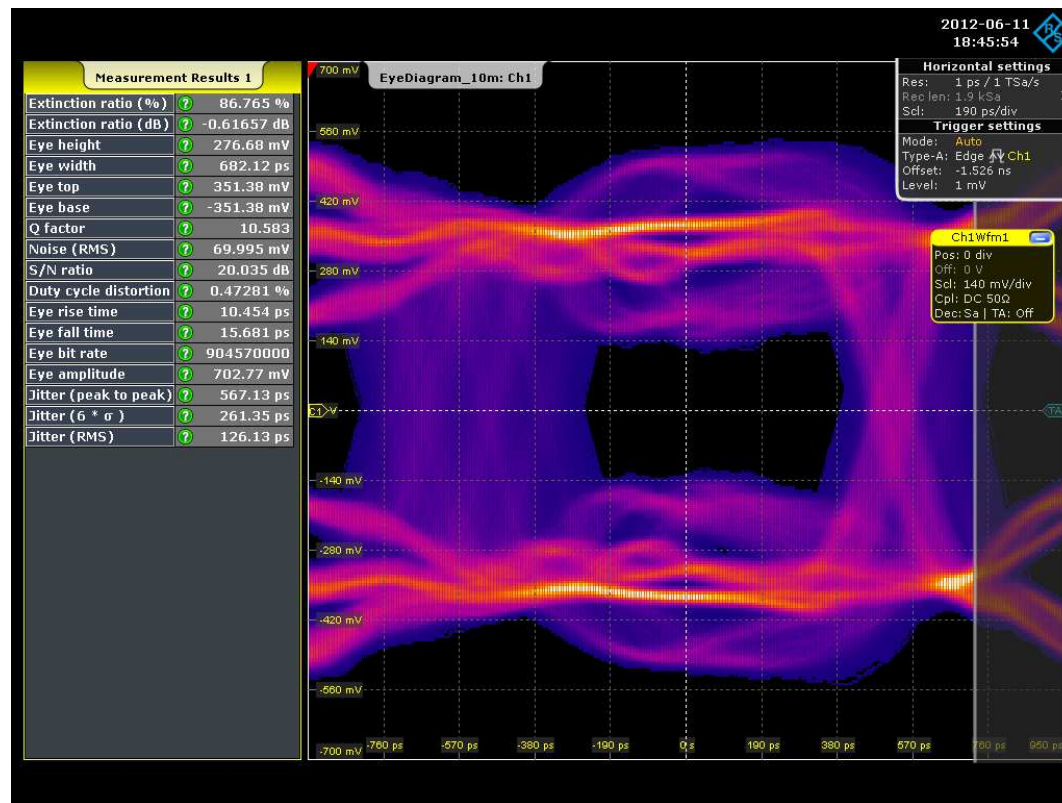 2012-06-11
18:45:54
R&S
Measurement Results 1
Extinction ratio (%) ? 86.765 %
Extinction ratio (dB) ? -0.61657 dB
Eye height ? 276.68 mV
Eye width ? 682.12 ps
Eye top ? 351.38 mV
Eye base ? -351.38 mV
Q factor ? 10.583
Noise (RMS) ? 69.995 mV
S/N ratio ? 20.035 dB
Duty cycle distortion ? 0.47281 %
Eye rise time ? 10.454 ps
Eye fall time ? 15.681 ps
Eye bit rate ? 904570000
Eye amplitude ? 702.77 mV
Jitter (peak to peak) ? 567.13 ps
Jitter (6 * σ ) ? 261.35 ps
Jitter (RMS) ? 126.13 ps
EyeDiagram_10m: Ch1
700 mV
560 mV
420 mV
280 mV
140 mV
C1
-140 mV
-280 mV
-420 mV
-560 mV
-700 mV
-760 ps -570 ps -380 ps -190 ps 0 s 190 ps 380 ps 570 ps 760 ps 950 ps
Horizontal settings
Res: 1 ps / 1 TSa/s
Rec len: 1.9 kSa
Scl: 190 ps/div
Trigger settings
Mode: Auto
Type-A: Edge Ch1
Offset: -1.526 ns
Level: 1 mV
Ch1Wfm1
Pos: 0 div
Off: 0 V
Scl: 140 mV/div
Cpl: DC 50Ω
Dec: Sa | TA: Off
TA